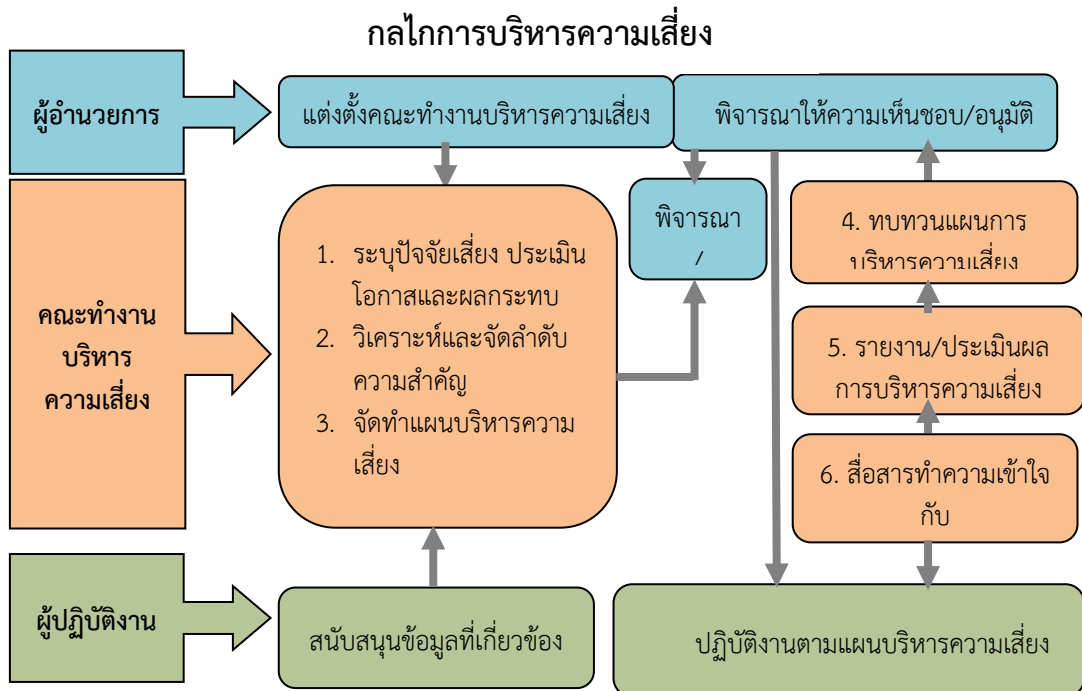 กลไกการบริหารความเสี่ยง
ผู้อำนวยการ
แต่งตั้งคณะทำงานบริหารความเสี่ยง
พิจารณาให้ความเห็นชอบ/อนุมัติ
คณะทำงาน
บริหาร
ความเสี่ยง
1. ระบุปัจจัยเสี่ยง ประเมิน
โอกาสและผลกระทบ
2. วิเคราะห์และจัดลำดับ
ความสำคัญ
3. จัดทำแผนบริหารความ
เสี่ยง
พิจารณา
/
4. ทบทวนแผนการ
บริหารความเสี่ยง
5. รายงาน/ประเมินผล
การบริหารความเสี่ยง
6. สื่อสารทำความเข้าใจ
กับ
ผู้ปฏิบัติงาน
สนับสนุนข้อมูลที่เกี่ยวข้อง
ปฏิบัติงานตามแผนบริหารความเสี่ยง